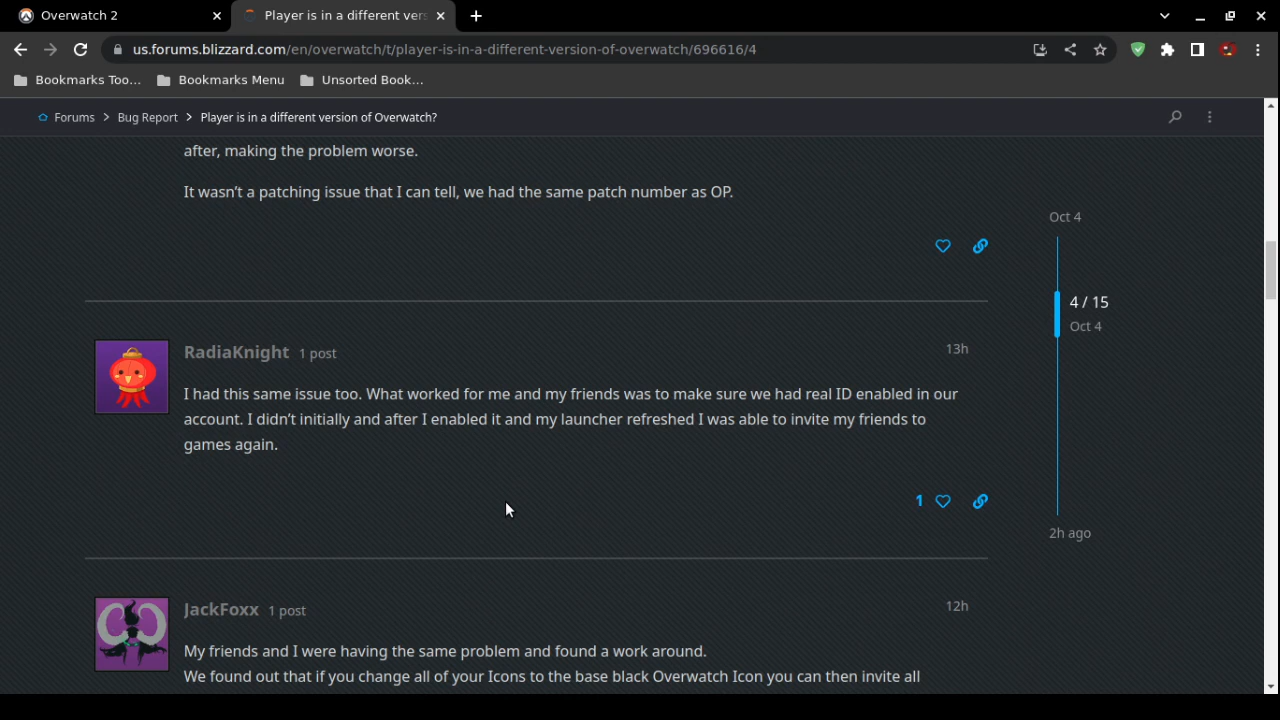 Overwatch 2
Player is in a different vers
us.forums.blizzard.com/en/overwatch/t/player-is-in-a-different-version-of-overwatch/696616/4
Bookmarks Too...
Bookmarks Menu
Unsorted Book...
Forums > Bug Report > Player is in a different version of Overwatch?
after, making the problem worse.
It wasn't a patching issue that I can tell, we had the same patch number as OP.
Oct 4
4 / 15
Oct 4
2h ago
RadiaKnight 1 post
13h
I had this same issue too. What worked for me and my friends was to make sure we had real ID enabled in our
account. I didn't initially and after I enabled it and my launcher refreshed I was able to invite my friends to
games again.
1
JackFoxx 1 post
12h
My friends and I were having the same problem and found a work around.
We found out that if you change all of your Icons to the base black Overwatch Icon you can then invite all